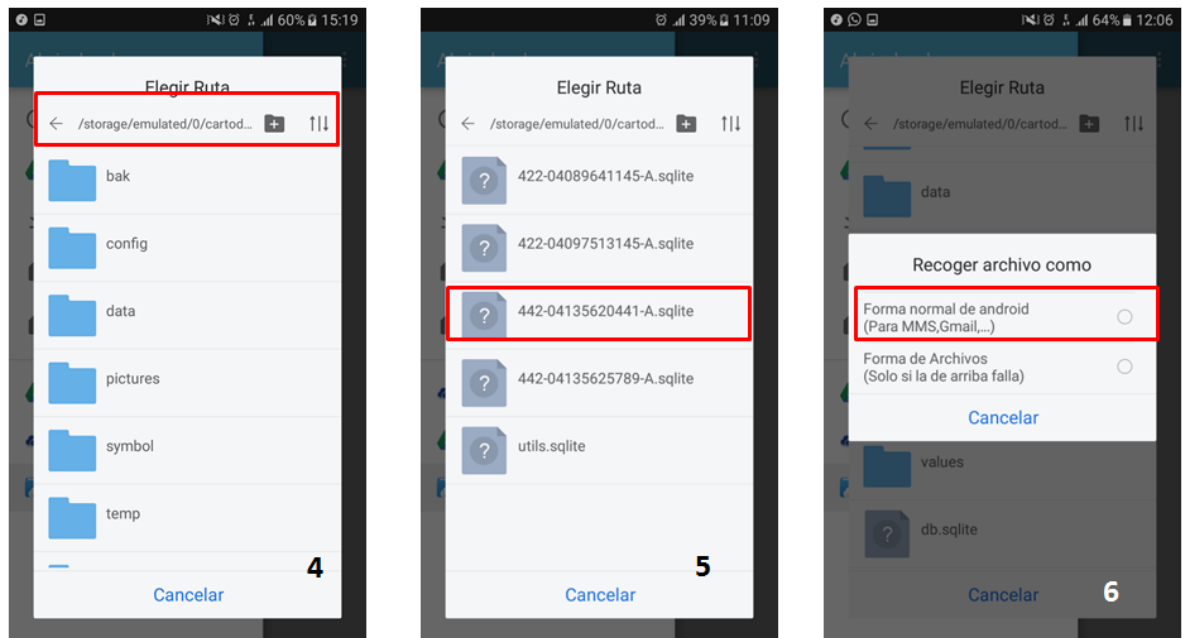 60% 15:19
Elegir Ruta
/storage/emulated/0/cartod...
bak
config
data
pictures
symbol
temp
4
Cancelar
39% 11:09
Elegir Ruta
/storage/emulated/0/cartod...
422-04089641145-A.sqlite
422-04097513145-A.sqlite
442-04135620441-A.sqlite
442-04135625789-A.sqlite
utils.sqlite
5
Cancelar
64% 12:06
Elegir Ruta
/storage/emulated/0/cartod...
data
Recoger archivo como
Forma normal de android
(Para MMS,Gmail,...)
Forma de Archivos
(Solo si la de arriba falla)
Cancelar
values
db.sqlite
Cancelar
6